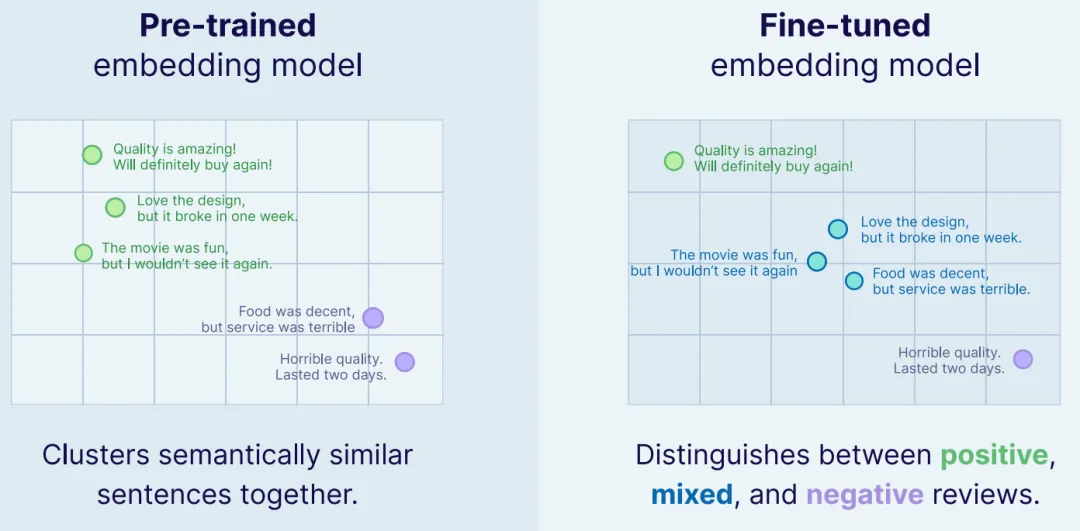 Pre-trained
embedding model
Quality is amazing!
Will definitely buy again!
Love the design,
but it broke in one week.
The movie was fun,
but I wouldn't see it again.
Food was decent,
but service was terrible
Horrible quality.
Lasted two days.
Clusters semantically similar
sentences together.
Fine-tuned
embedding model
Quality is amazing!
Will definitely buy again!
Love the design,
but it broke in one week.
The movie was fun,
but I wouldn't see it again
Food was decent,
but service was terrible.
Horrible quality.
Lasted two days.
Distinguishes between positive,
mixed, and negative reviews.